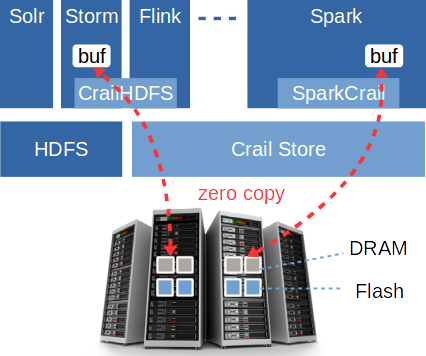 Solr Storm Flink Spark
buf buf
CrailHDFS SparkCrail
HDFS Crail Store
zero copy
DRAM
Flash